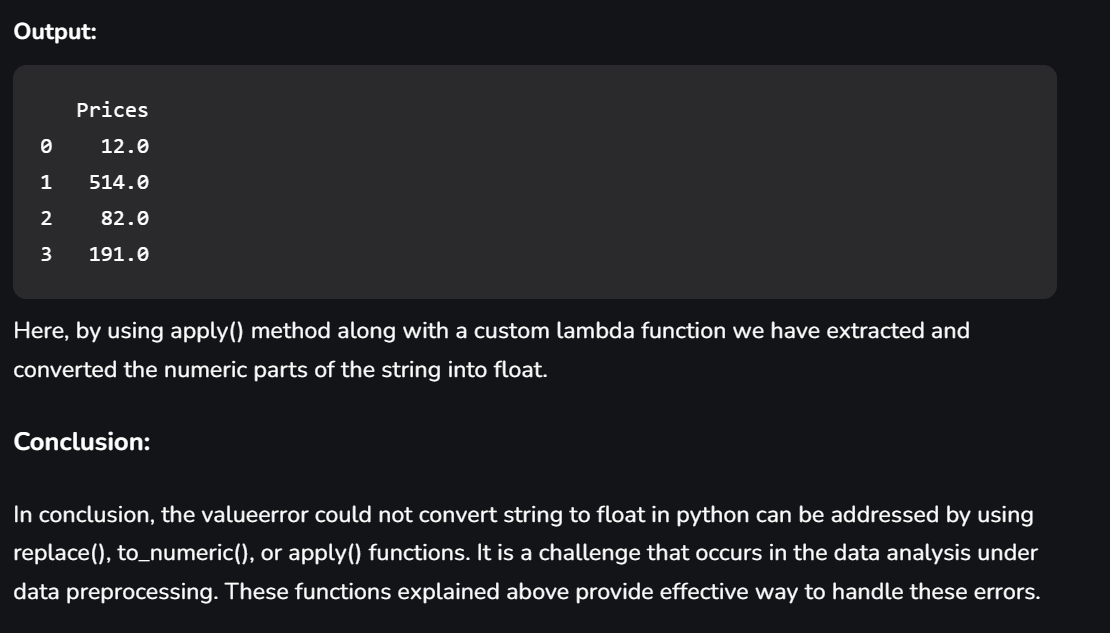 Output:
Prices
0 12.0
1 514.0
2 82.0
3 191.0
Here, by using apply() method along with a custom lambda function we have extracted and
converted the numeric parts of the string into float.
Conclusion:
In conclusion, the valueerror could not convert string to float in python can be addressed by using
replace(), to_numeric(), or apply() functions. It is a challenge that occurs in the data analysis under
data preprocessing. These functions explained above provide effective way to handle these errors.